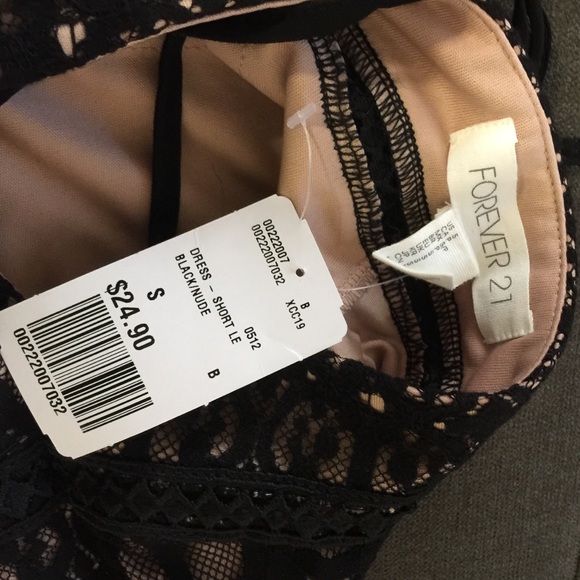 FOREVER 21
00222007 B
00222007032 XCC19
DRESS - SHORT LE 0512
BLACK/NUDE B
S
$24.90
00222007032